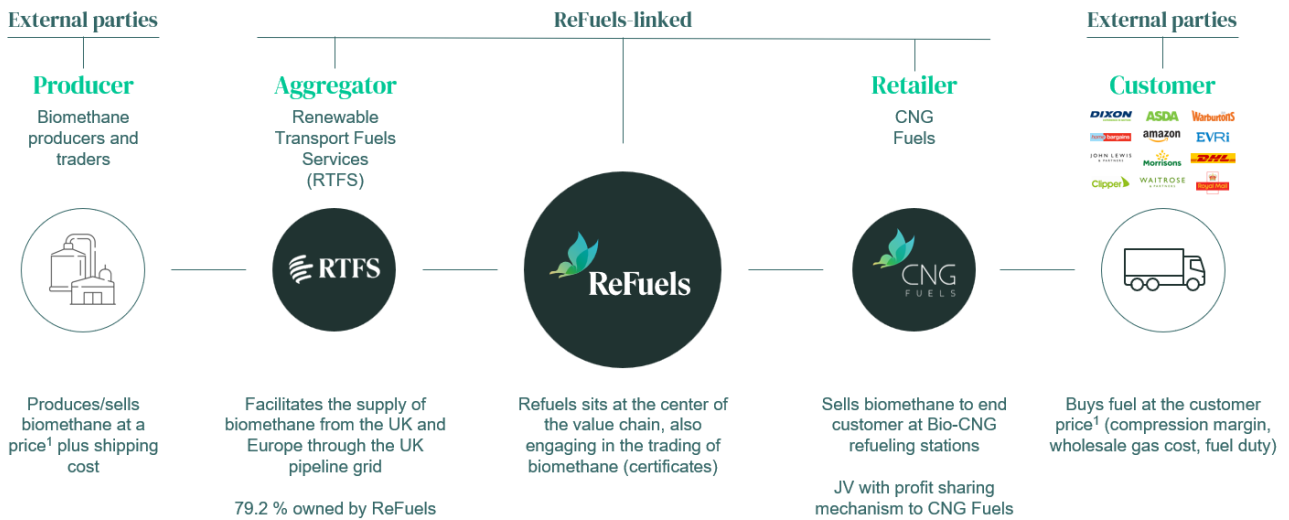 External parties
ReFuels-linked
External parties
Producer
Biomethane
producers and
traders
Aggregator
Renewable
Transport Fuels
Services
(RTFS)
Retailer
CNG
Fuels
Customer
DIXON
ASDA
Warburtons
home bargains
amazon
EVRi
JOHN LEWIS
& PARTNERS
Morrisons
DHL
Clipper
WAITROSE
& PARTNERS
Royal Mail
RTFS
ReFuels
CNG
FUELS
Produces/sells
biomethane at a
price¹ plus shipping
cost
Facilitates the supply of
biomethane from the UK and
Europe through the UK
pipeline grid
79.2 % owned by ReFuels
Refuels sits at the center of
the value chain, also
engaging in the trading of
biomethane (certificates)
Sells biomethane to end
customer at Bio-CNG
refueling stations
JV with profit sharing
mechanism to CNG Fuels
Buys fuel at the customer
price¹ (compression margin,
wholesale gas cost, fuel duty)